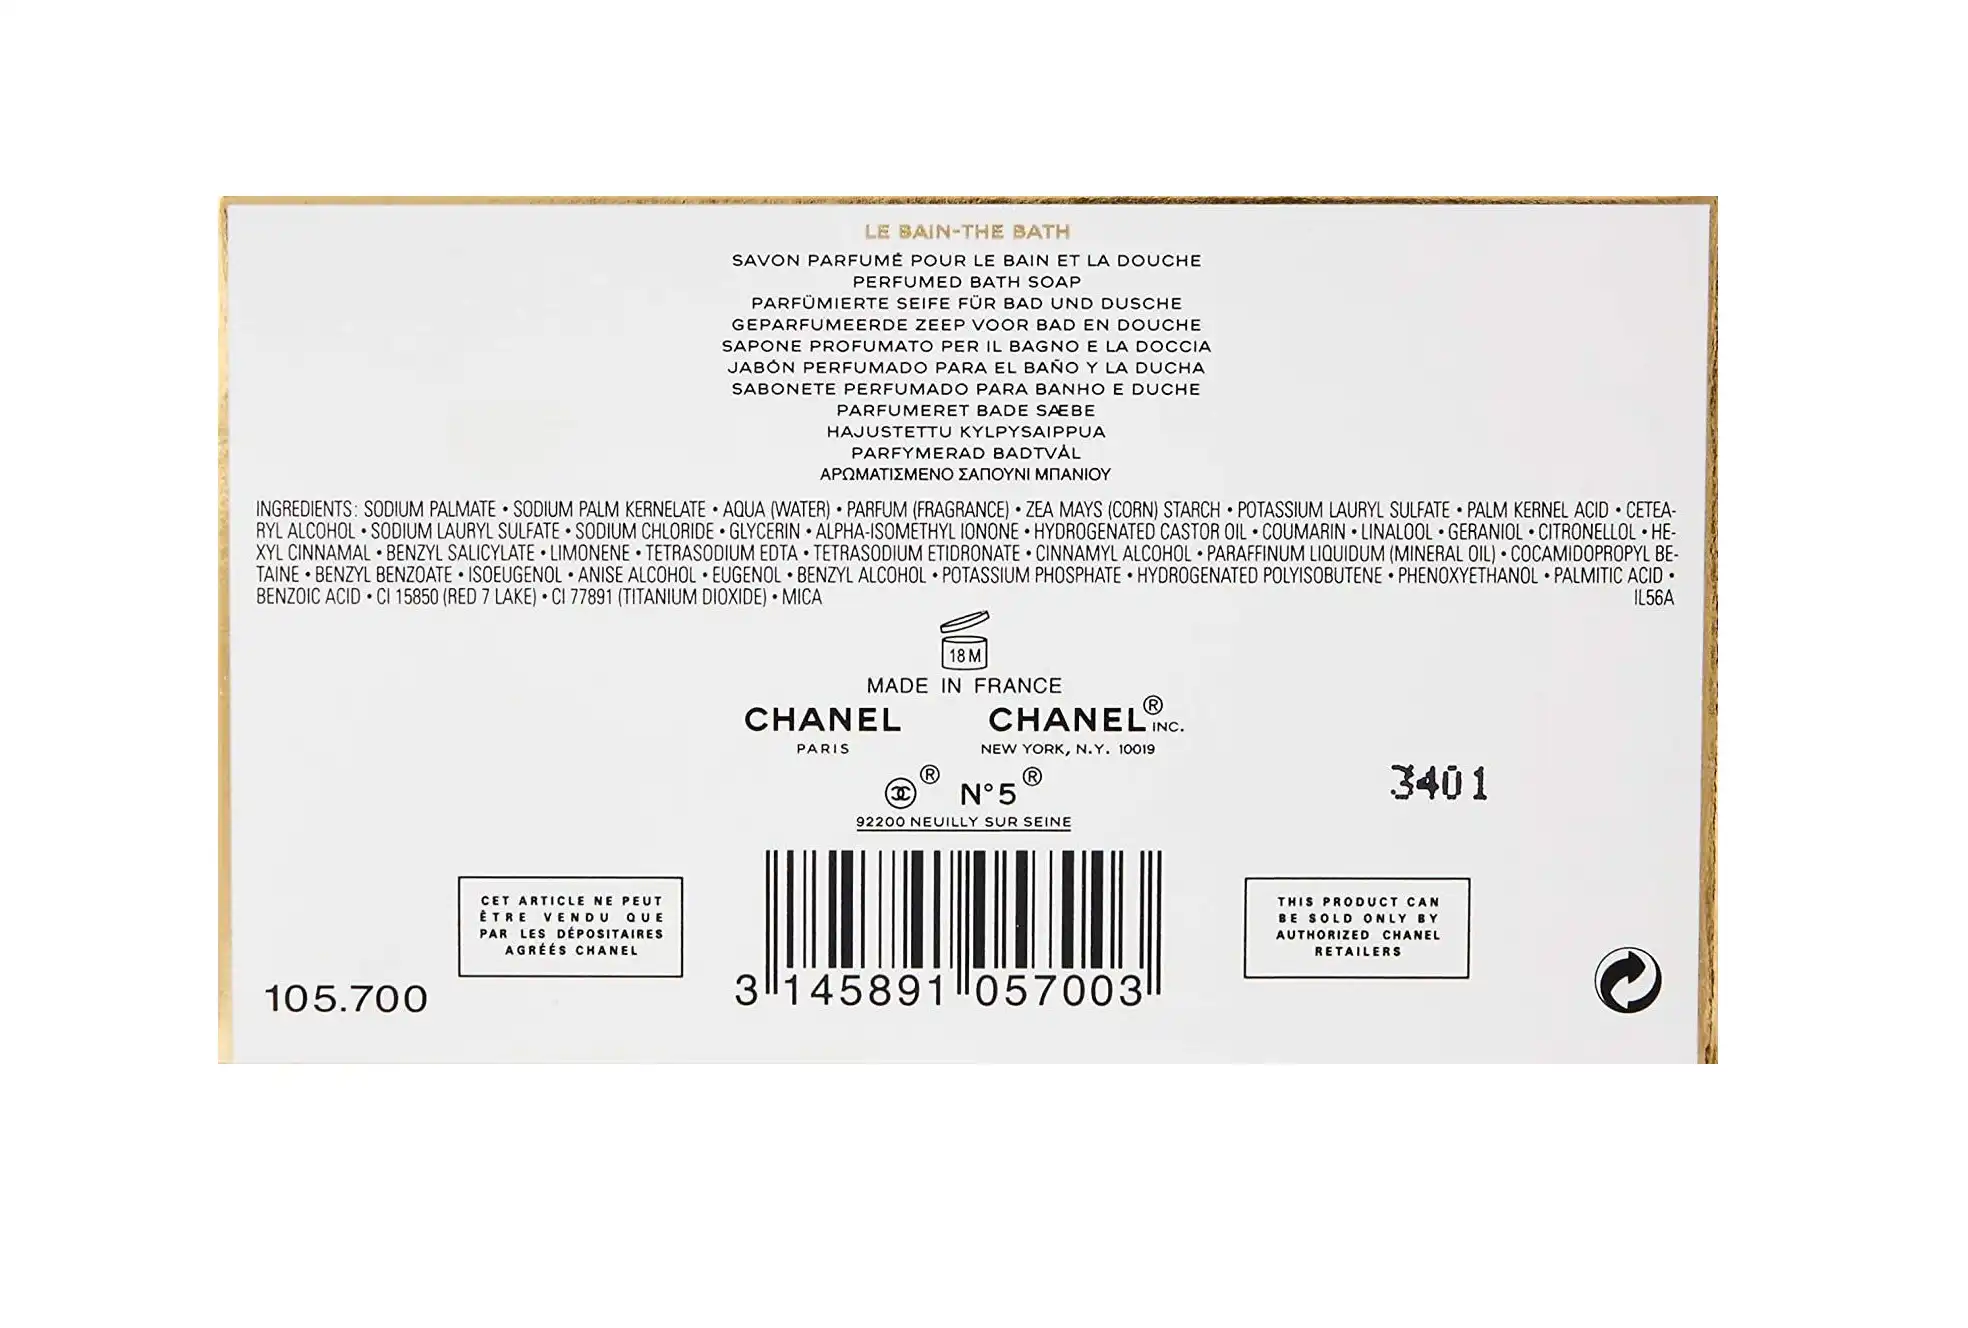 LE BAIN-THE BATH
SAVON PARFUMÉ POUR LE BAIN ET LA DOUCHE
PERFUMED BATH SOAP
PARFÜMIERTE SEIFE FÜR BAD UND DUSCHE
GEPARFUMEERDE ZEEP VOOR BAD EN DOUCHE
SAPONE PROFUMATO PER IL BAGNO E LA DOCCIA
JABÓN PERFUMADO PARA EL BAÑO Y LA DUCHA
SABONETE PERFUMADO PARA BANHO E DUCHE
PARFUMERET BADE SÆBE
HAJUSTETTU KYLPYSAIPPUA
PARFYMERAD BADTVÅL
ΑΡΩΜΑΤΙΣΜΕΝΟ ΣΑΠΟΥΝΙ ΜΠΑΝΙΟΥ
INGREDIENTS: SODIUM PALMATE • SODIUM PALM KERNELATE • AQUA (WATER) • PARFUM (FRAGRANCE) • ZEA MAYS (CORN) STARCH • POTASSIUM LAURYL SULFATE • PALM KERNEL ACID • CETEA-
RYL ALCOHOL • SODIUM LAURYL SULFATE • SODIUM CHLORIDE • GLYCERIN • ALPHA-ISOMETHYL IONONE • HYDROGENATED CASTOR OIL • COUMARIN • LINALOOL • GERANIOL • CITRONELLOL • HE-
XYL CINNAMAL • BENZYL SALICYLATE • LIMONENE • TETRASODIUM EDTA • TETRASODIUM ETIDRONATE • CINNAMYL ALCOHOL • PARAFFINUM LIQUIDUM (MINERAL OIL) • COCAMIDOPROPYL BE-
TAINE • BENZYL BENZOATE • ISOEUGENOL • ANISE ALCOHOL • EUGENOL • BENZYL ALCOHOL • POTASSIUM PHOSPHATE • HYDROGENATED POLYISOBUTENE • PHENOXYETHANOL • PALMITIC ACID •
BENZOIC ACID • CI 15850 (RED 7 LAKE) • CI 77891 (TITANIUM DIOXIDE) • MICA IL56A
18 M
MADE IN FRANCE
CHANEL CHANEL® INC.
PARIS NEW YORK, N.Y. 10019
® N°5®
3401
92200 NEUILLY SUR SEINE
CET ARTICLE NE PEUT
ÊTRE VENDU QUE
PAR LES DÉPOSITAIRES
AGRÉÉS CHANEL
THIS PRODUCT CAN
BE SOLD ONLY BY
AUTHORIZED CHANEL
RETAILERS
105.700
3 145891 057003